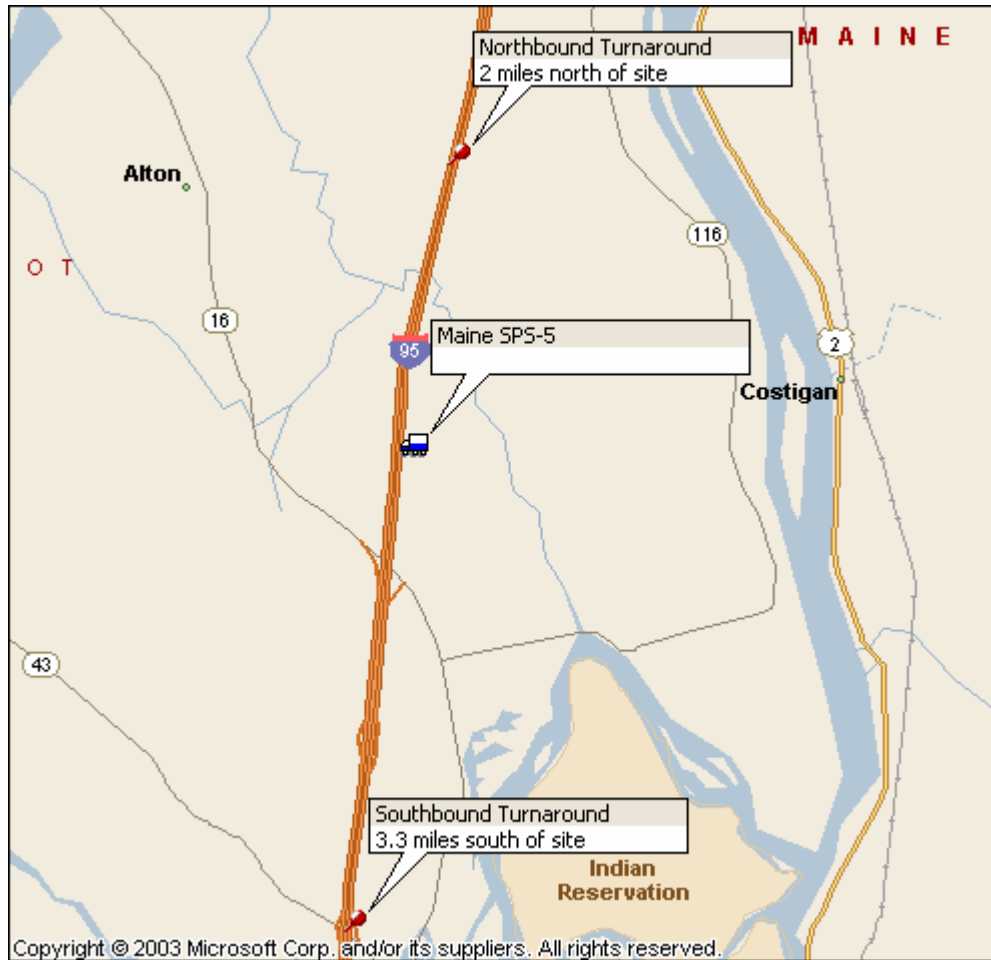 Northbound Turnaround
2 miles north of site
M A I N E
Alton
116
O T
16
Maine SPS-5
95
2
Costigan
43
Southbound Turnaround
3.3 miles south of site
Indian
Reservation
Copyright © 2003 Microsoft Corp. and/or its suppliers. All rights reserved.